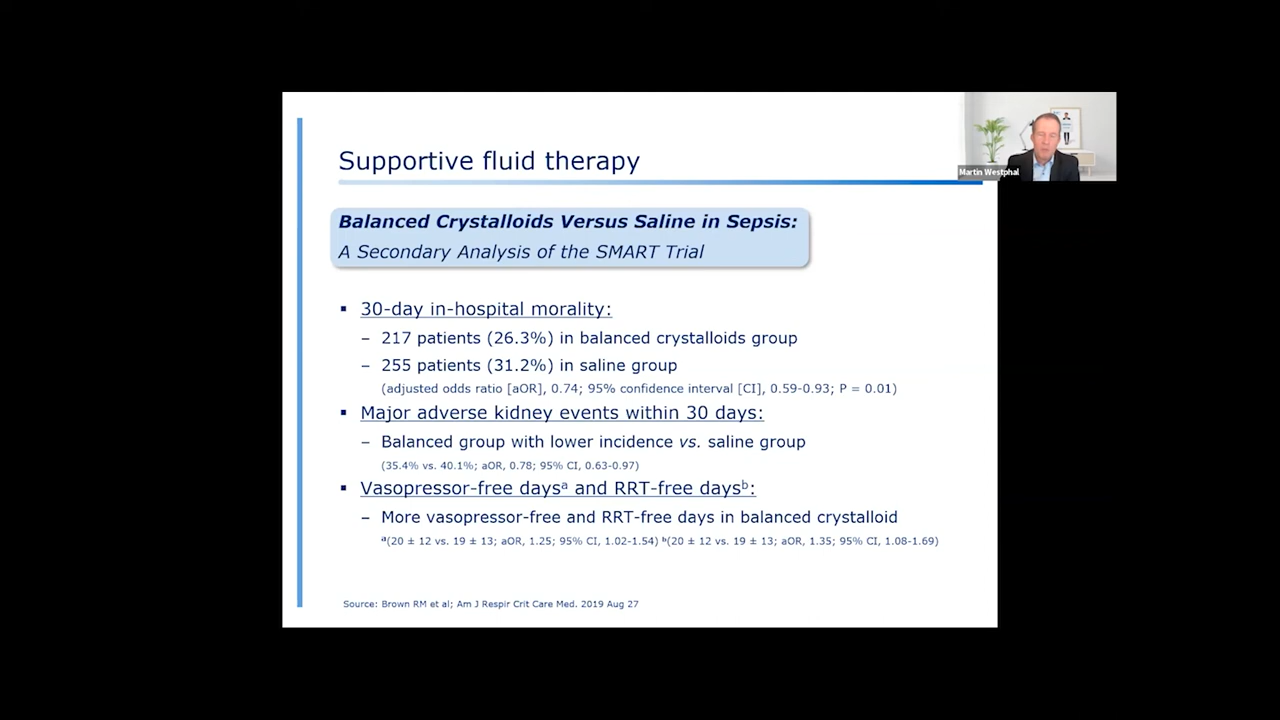 Supportive fluid therapy
Martin Westphal
Balanced Crystalloids Versus Saline in Sepsis:
A Secondary Analysis of the SMART Trial
▪ 30-day in-hospital morality:
– 217 patients (26.3%) in balanced crystalloids group
– 255 patients (31.2%) in saline group
(adjusted odds ratio [aOR], 0.74; 95% confidence interval [CI], 0.59-0.93; P = 0.01)
▪ Major adverse kidney events within 30 days:
– Balanced group with lower incidence vs. saline group
(35.4% vs. 40.1%; aOR, 0.78; 95% CI, 0.63-0.97)
▪ Vasopressor-free daysᵃ and RRT-free daysᵇ:
– More vasopressor-free and RRT-free days in balanced crystalloid
ᵃ(20 ± 12 vs. 19 ± 13; aOR, 1.25; 95% CI, 1.02-1.54) ᵇ(20 ± 12 vs. 19 ± 13; aOR, 1.35; 95% CI, 1.08-1.69)
Source: Brown RM et al; Am J Respir Crit Care Med. 2019 Aug 27